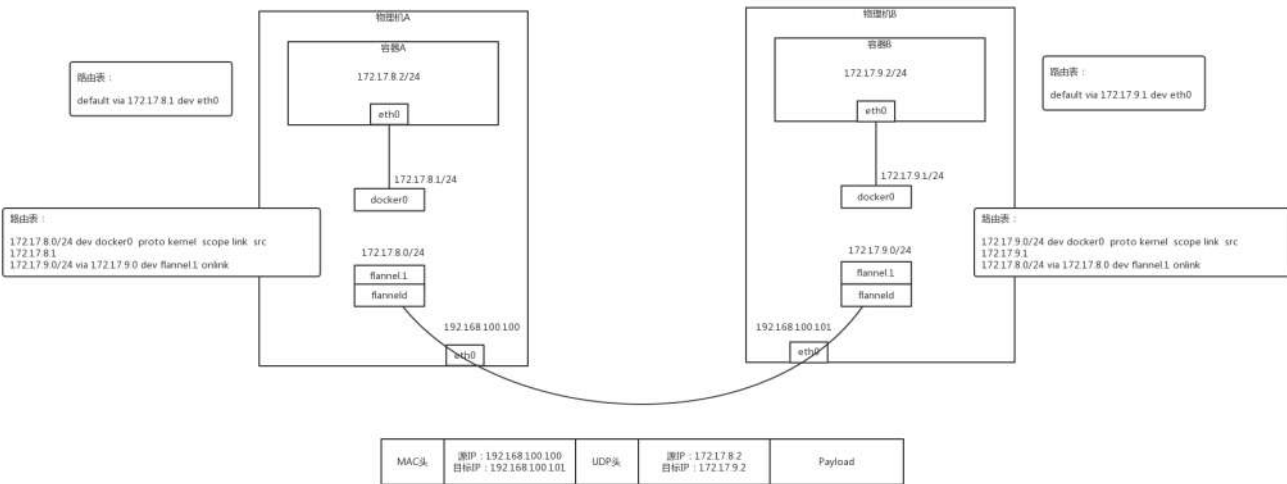 物理机A
容器A
172.17.8.2/24
eth0
172.17.8.1/24
docker0
172.17.8.0/24
flannel.1
flanneld
192.168.100.100
eth0
路由表：
default via 172.17.8.1 dev eth0
路由表：
172.17.8.0/24 dev docker0 proto kernel scope link src
172.17.8.1
172.17.9.0/24 via 172.17.9.0 dev flannel.1 onlink
物理机B
容器B
172.17.9.2/24
eth0
172.17.9.1/24
docker0
172.17.9.0/24
flannel.1
flanneld
192.168.100.101
eth0
路由表：
default via 172.17.9.1 dev eth0
路由表：
172.17.9.0/24 dev docker0 proto kernel scope link src
172.17.9.1
172.17.8.0/24 via 172.17.8.0 dev flannel.1 onlink
MAC头
源IP：192.168.100.100
目标IP：192.168.100.101
UDP头
源IP：172.17.8.2
目标IP：172.17.9.2
Payload